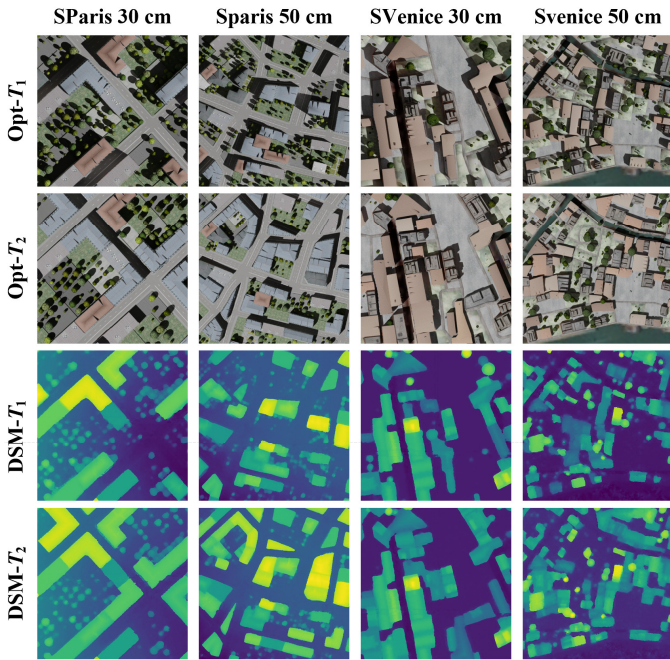 SParis 30 cm Sparis 50 cm SVenice 30 cm Svenice 50 cm
Opt-T1
Opt-T2
DSM-T1
DSM-T2